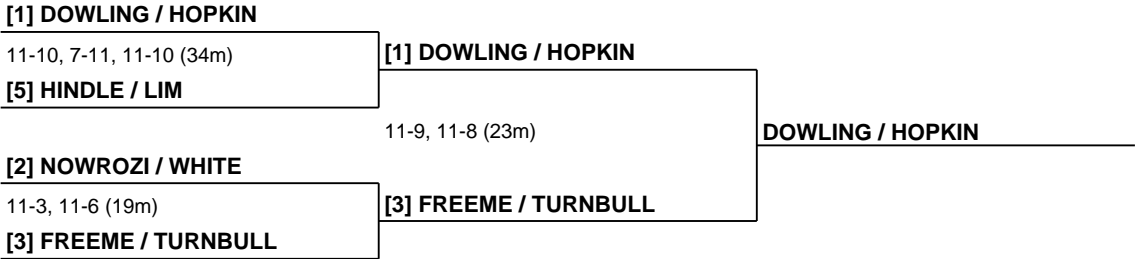 [1] DOWLING / HOPKIN
11-10, 7-11, 11-10 (34m)
[1] DOWLING / HOPKIN
[5] HINDLE / LIM
11-9, 11-8 (23m)
DOWLING / HOPKIN
[2] NOWROZI / WHITE
11-3, 11-6 (19m)
[3] FREEME / TURNBULL
[3] FREEME / TURNBULL